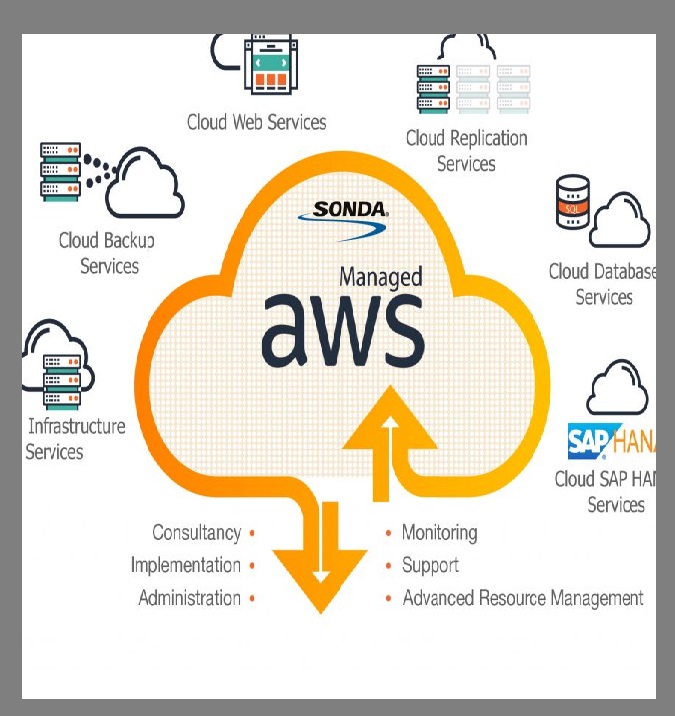 Cloud Web Services
Cloud Replication
Services
Cloud Backup
Services
SONDA
SQL
Cloud Database
Services
Managed
aws
Infrastructure
Services
SAP HANA
Cloud SAP HAN
Services
Consultancy •
Implementation •
Administration •
• Monitoring
• Support
• Advanced Resource Management